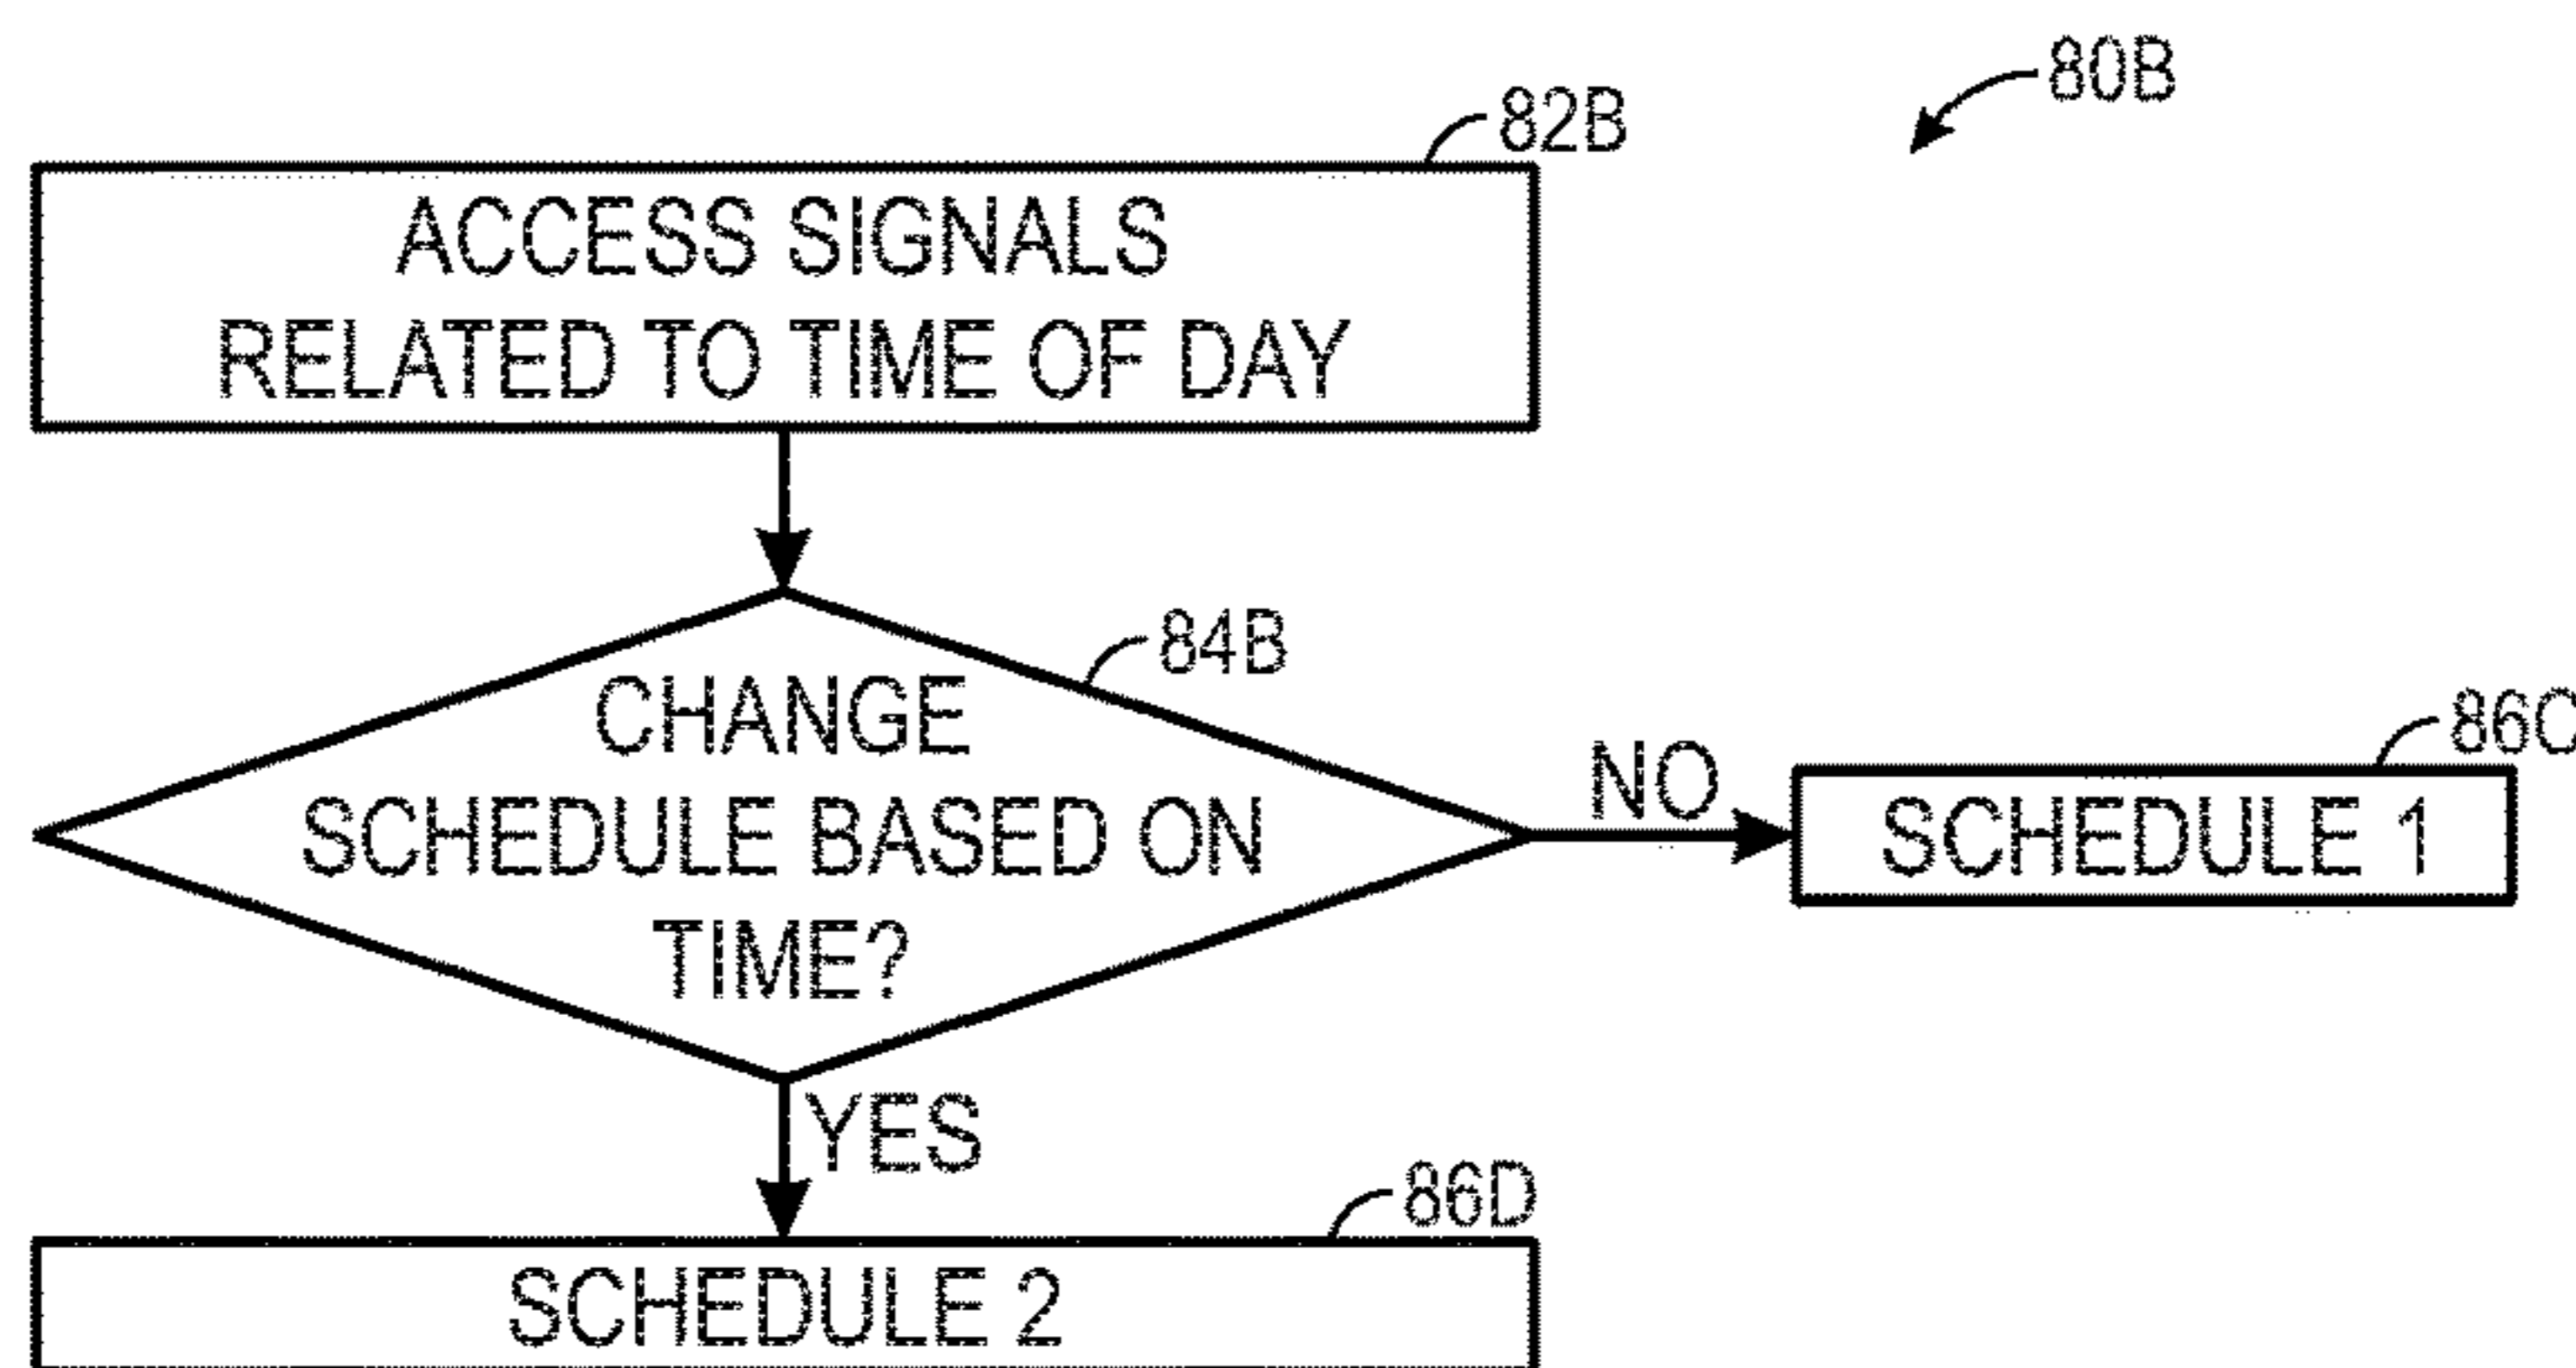 80B
82B
ACCESS SIGNALS
RELATED TO TIME OF DAY
84B
CHANGE
SCHEDULE BASED ON
TIME?
NO
86C
SCHEDULE 1
YES
86D
SCHEDULE 2